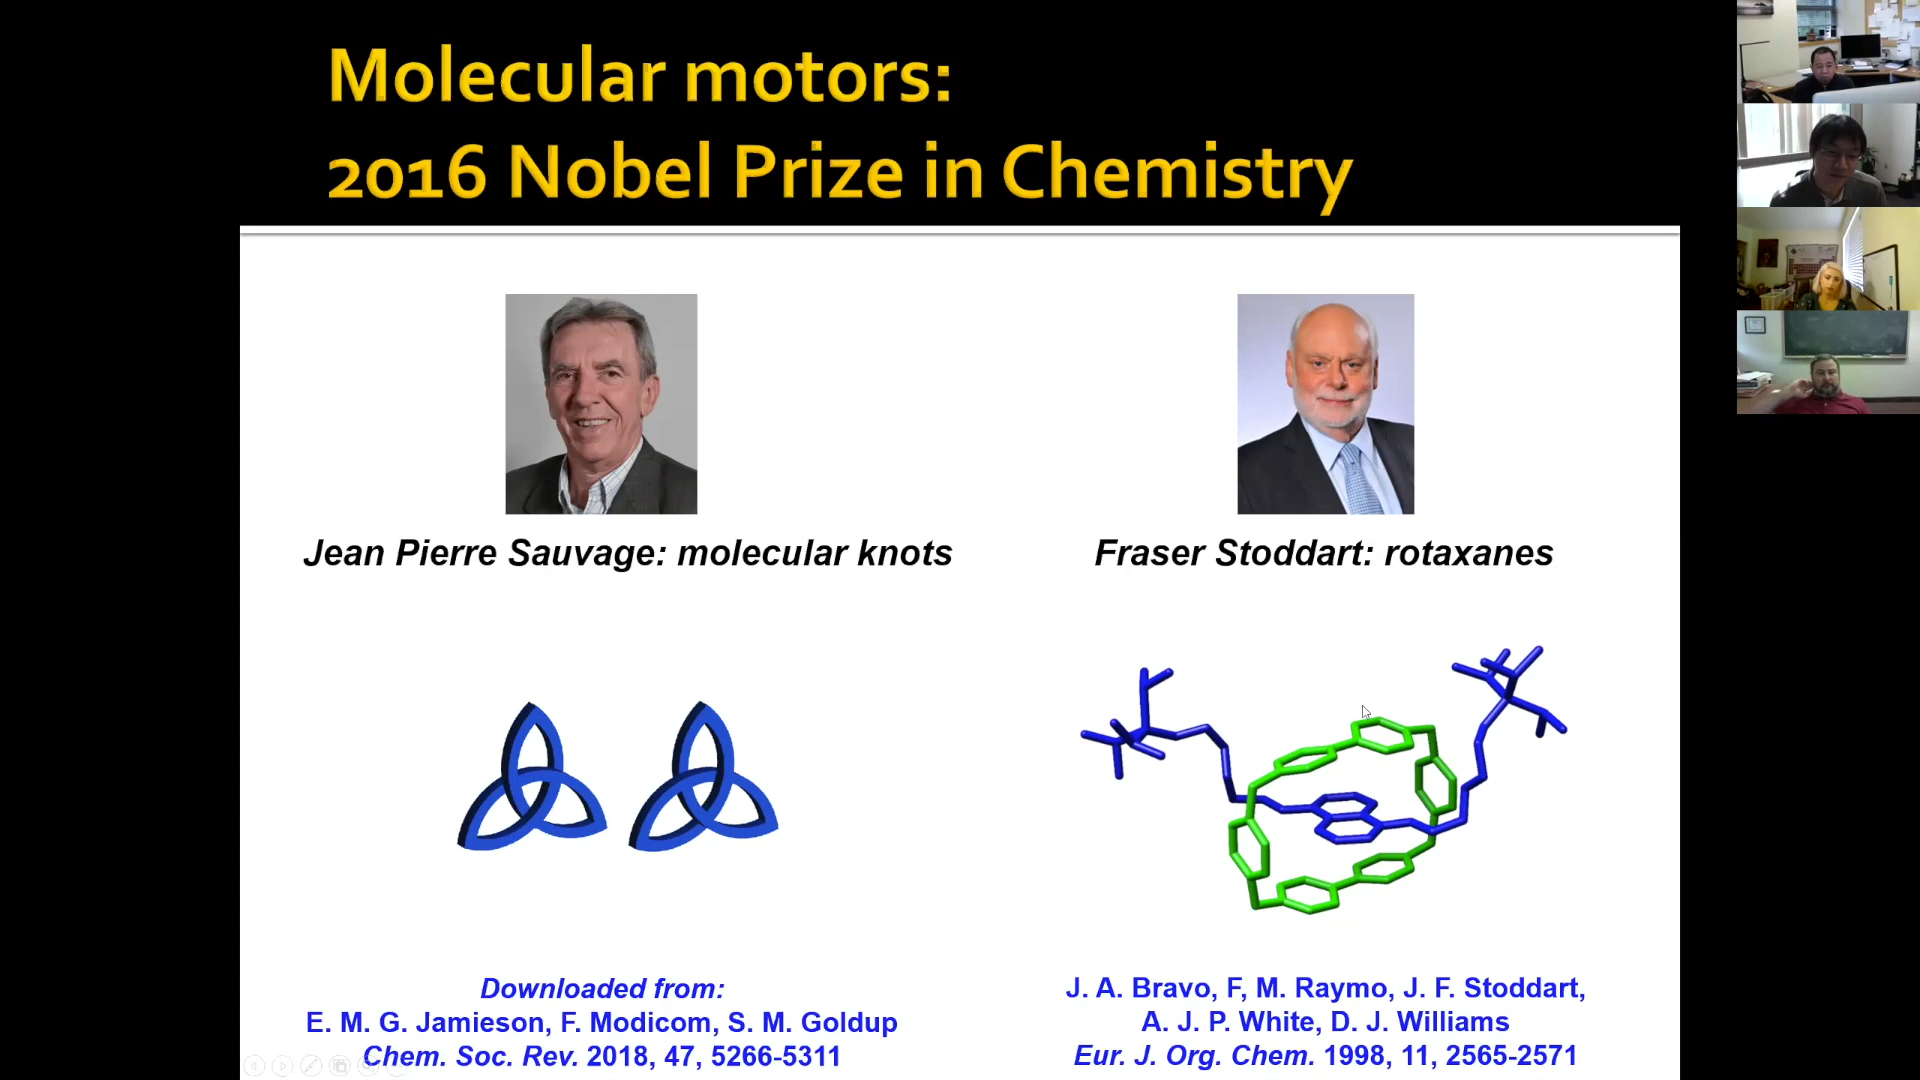 Molecular motors:
2016 Nobel Prize in Chemistry
Jean Pierre Sauvage: molecular knots
Fraser Stoddart: rotaxanes
Downloaded from:
E. M. G. Jamieson, F. Modicom, S. M. Goldup
Chem. Soc. Rev. 2018, 47, 5266-5311
J. A. Bravo, F, M. Raymo, J. F. Stoddart,
A. J. P. White, D. J. Williams
Eur. J. Org. Chem. 1998, 11, 2565-2571